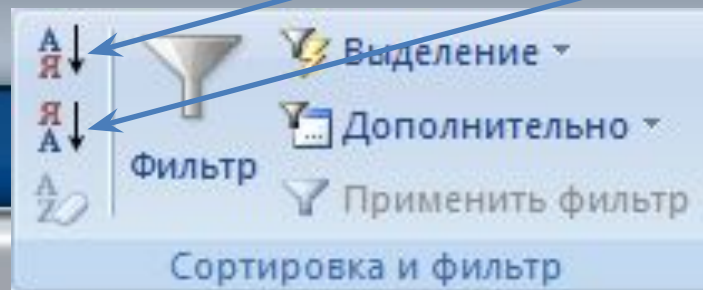 А
Я
Я
А
A
Z
Фильтр
Выделение
Дополнительно
Применить фильтр
Сортировка и фильтр